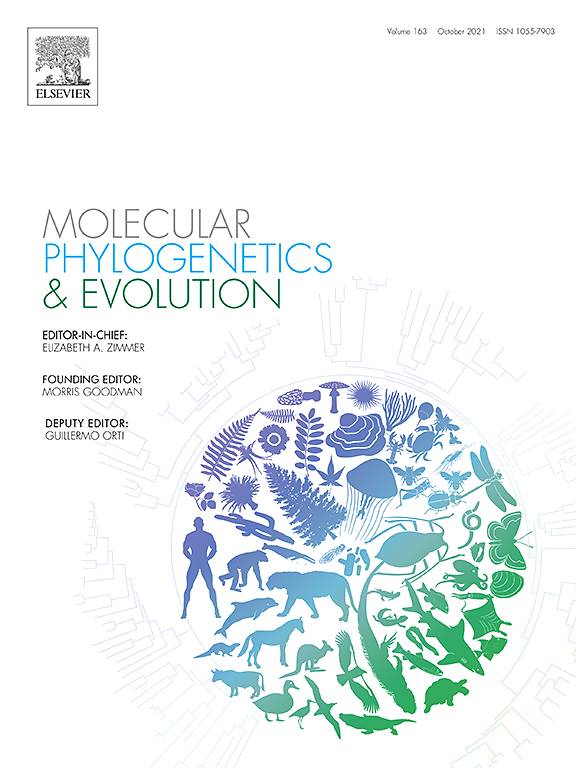 Volume 163 October 2021 ISSN 1055-7903
ELSEVIER
MOLECULAR
PHYLOGENETICS
& EVOLUTION
EDITOR-IN-CHIEF:
ELIZABETH A. ZIMMER
FOUNDING EDITOR:
MORRIS GOODMAN
DEPUTY EDITOR:
GUILLERMO ORTI